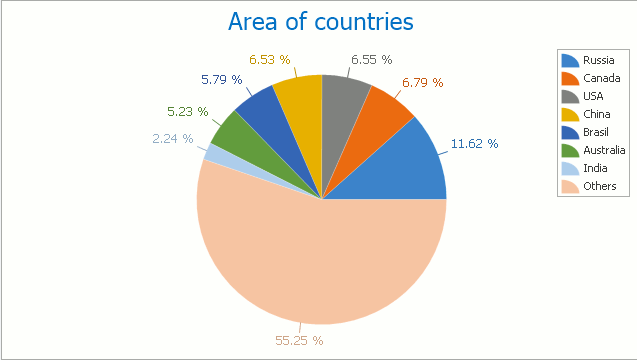 Area of countries
6.53 %
6.55 %
5.79 %
6.79 %
5.23 %
2.24 %
11.62 %
55.25 %
Russia
Canada
USA
China
Brasil
Australia
India
Others